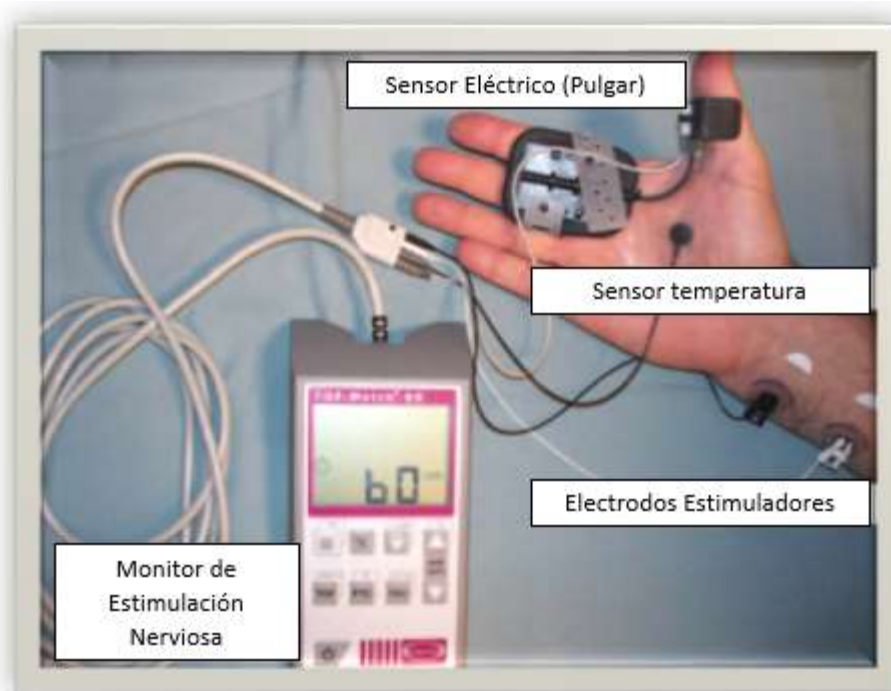 Sensor Eléctrico (Pulgar)
Sensor temperatura
Electrodos Estimuladores
Monitor de
Estimulación
Nerviosa
60